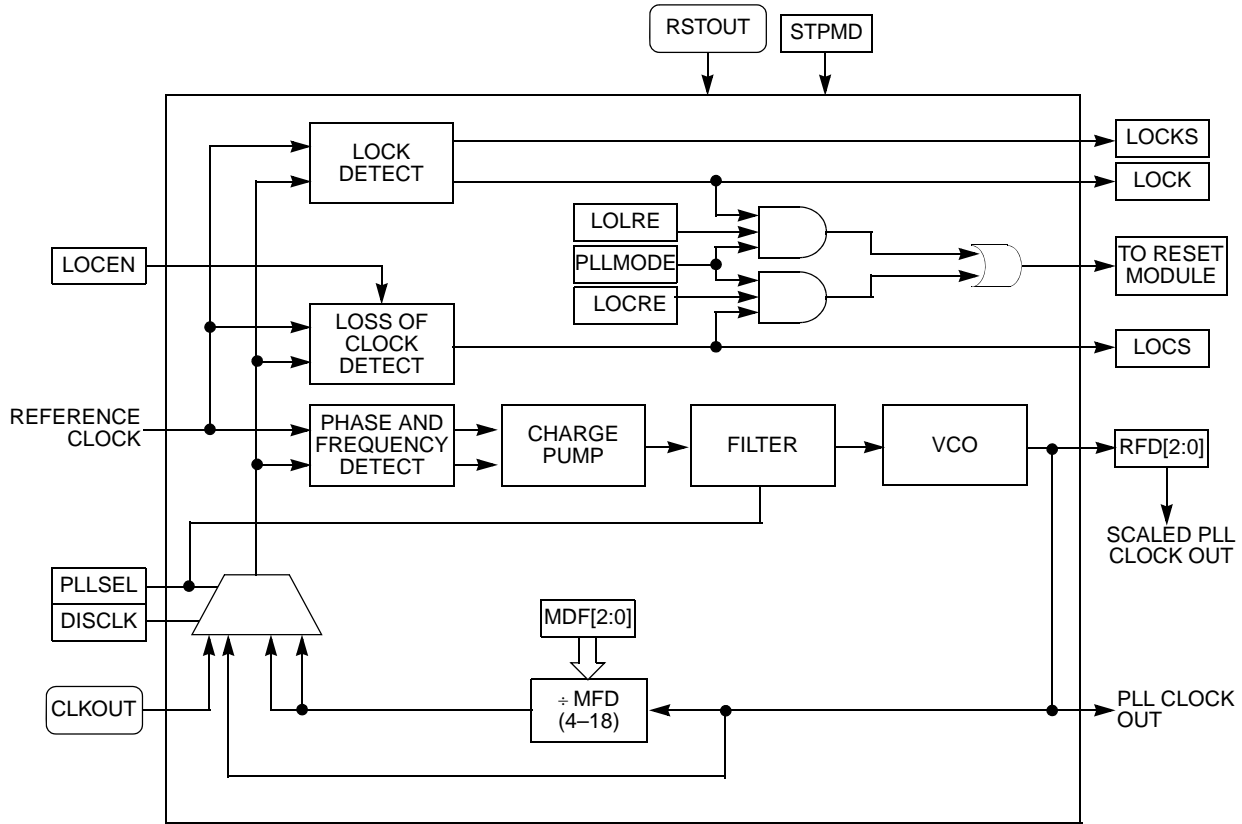 RSTOUT
STPMD
LOCK
DETECT
LOCKS
LOCK
LOLRE
PLLMODE
LOCRE
TO RESET
MODULE
LOCEN
LOSS OF
CLOCK
DETECT
LOCS
REFERENCE
CLOCK
PHASE AND
FREQUENCY
DETECT
CHARGE
PUMP
FILTER
VCO
RFD[2:0]
SCALED PLL
CLOCK OUT
PLLSEL
DISCLK
MDF[2:0]
CLKOUT
÷ MFD
(4–18)
PLL CLOCK
OUT